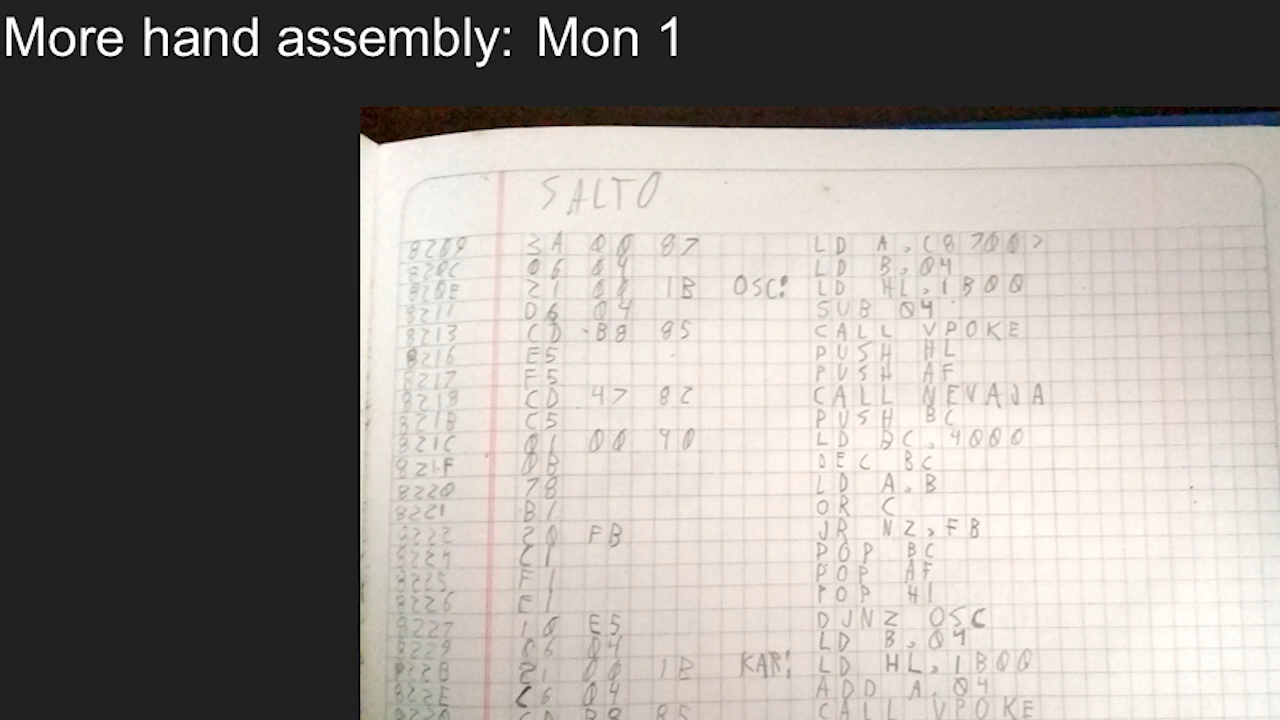 More hand assembly: Mon 1
SALTO
8209 3A 00 87 LD A,(8700)
820C 06 04 LD B,04
820E 21 00 1B OSC: LD HL,1B00
8211 D6 04 SUB 04
8213 CD B8 85 CALL VPOKE
8216 E5 PUSH HL
8217 F5 PUSH AF
8218 CD 47 82 CALL NEVAJA
821B C5 PUSH BC
821C 01 00 40 LD BC,4000
821F 0B DEC BC
8220 78 LD A,B
8221 B1 OR C
8222 20 FB JR NZ,FB
8224 C1 POP BC
8225 F1 POP AF
8226 E1 POP HL
8227 10 E5 DJNZ OSC
8229 06 04 LD B,04
822B 21 00 1B KAR: LD HL,1B00
822E C6 04 ADD A,04
CD B8 85 CALL VPOKE